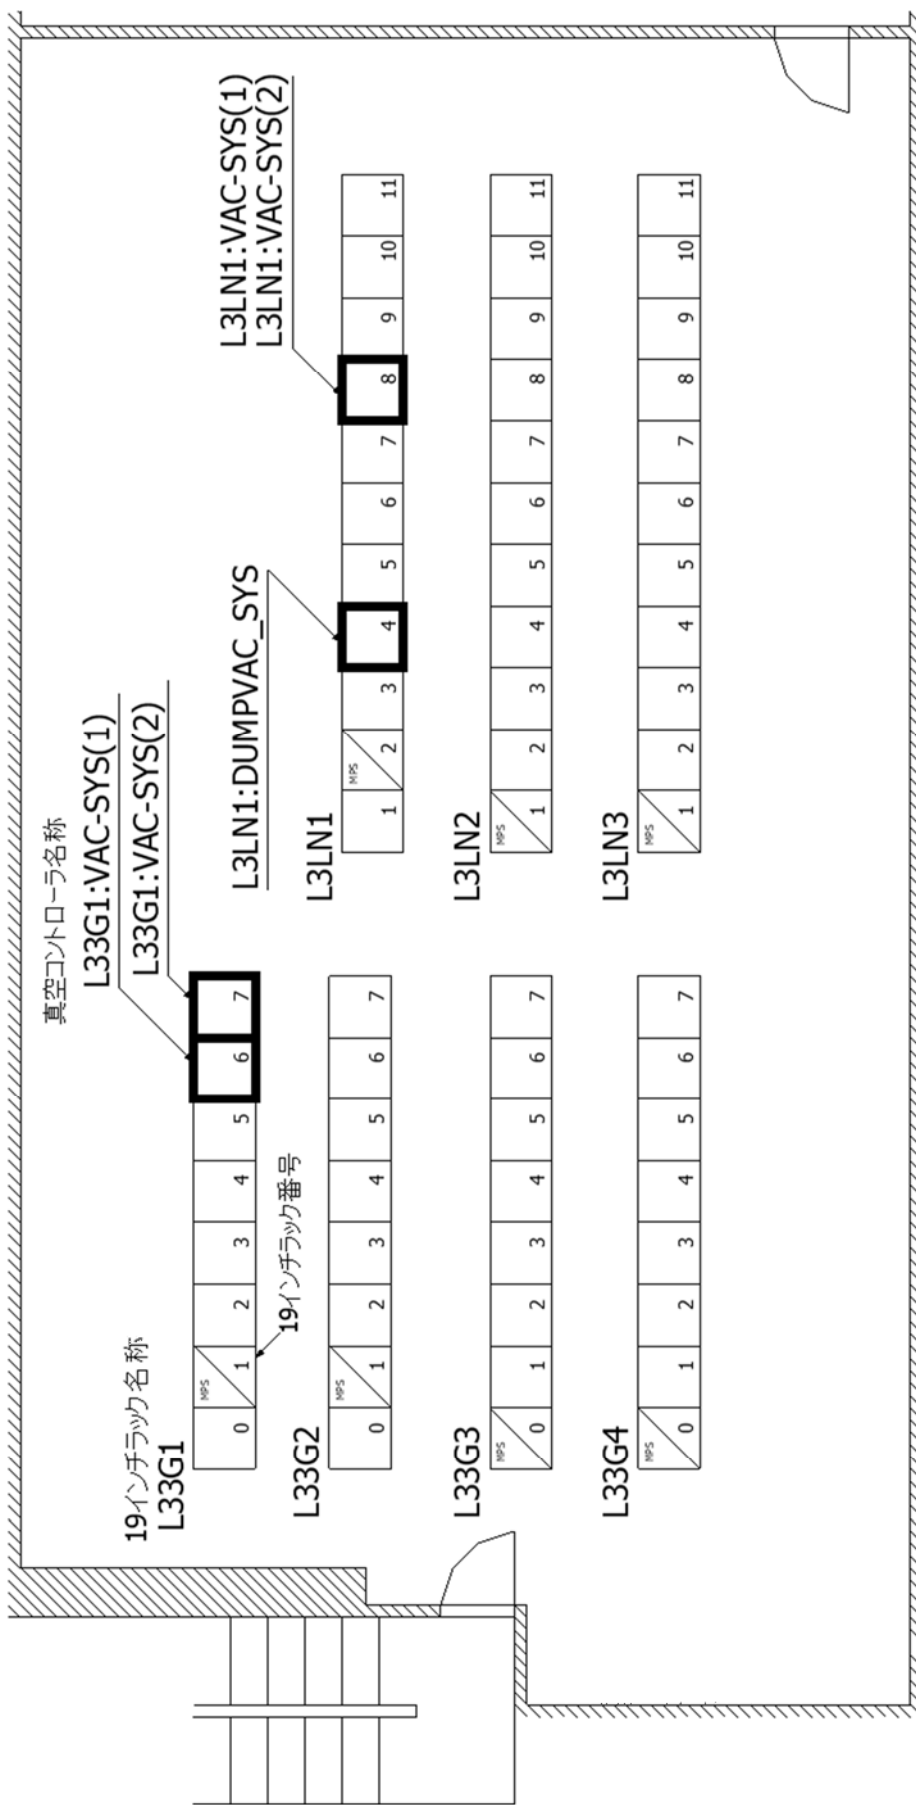 真空コントローラ名称
L33G1:VAC-SYS(1)
L33G1:VAC-SYS(2)
L3LN1:DUMPVAC_SYS
L3LN1:VAC-SYS(1)
L3LN1:VAC-SYS(2)
19インチラック名称
L33G1
0 MPS 1 2 3 4 5 6 7
19インチラック番号
L3LN1
1 MPS 2 3 4 5 6 7 8 9 10 11
L33G2
0 MPS 1 2 3 4 5 6 7
L3LN2
MPS 1 2 3 4 5 6 7 8 9 10 11
L33G3
MPS 0 1 2 3 4 5 6 7
L3LN3
MPS 1 2 3 4 5 6 7 8 9 10 11
L33G4
MPS 0 1 2 3 4 5 6 7